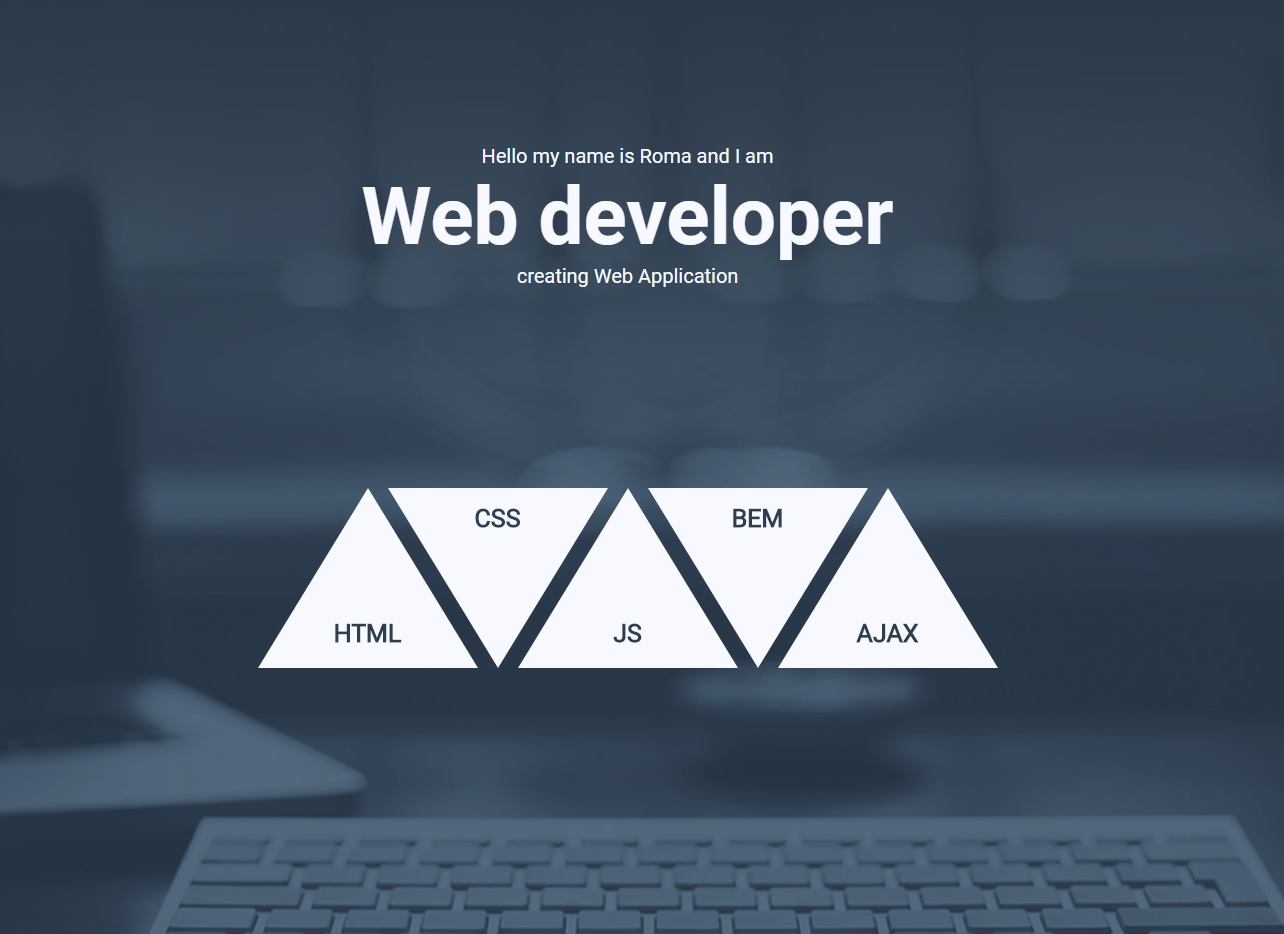 Hello my name is Roma and I am
Web developer
creating Web Application
CSS
BEM
HTML
JS
AJAX